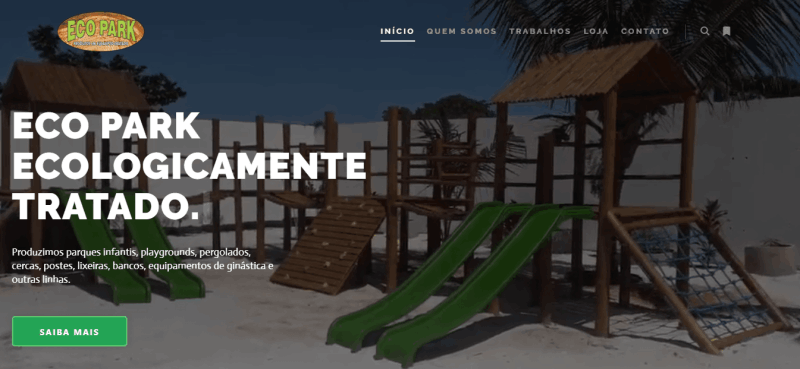 ECO PARK
INÍCIO QUEM SOMOS TRABALHOS LOJA CONTATO
ECO PARK
ECOLOGICAMENTE
TRATADO.
Produzimos parques infantis, playgrounds, pergolados,
cercas, postes, lixeiras, bancos, equipamentos de ginástica e
outras linhas.
SAIBA MAIS